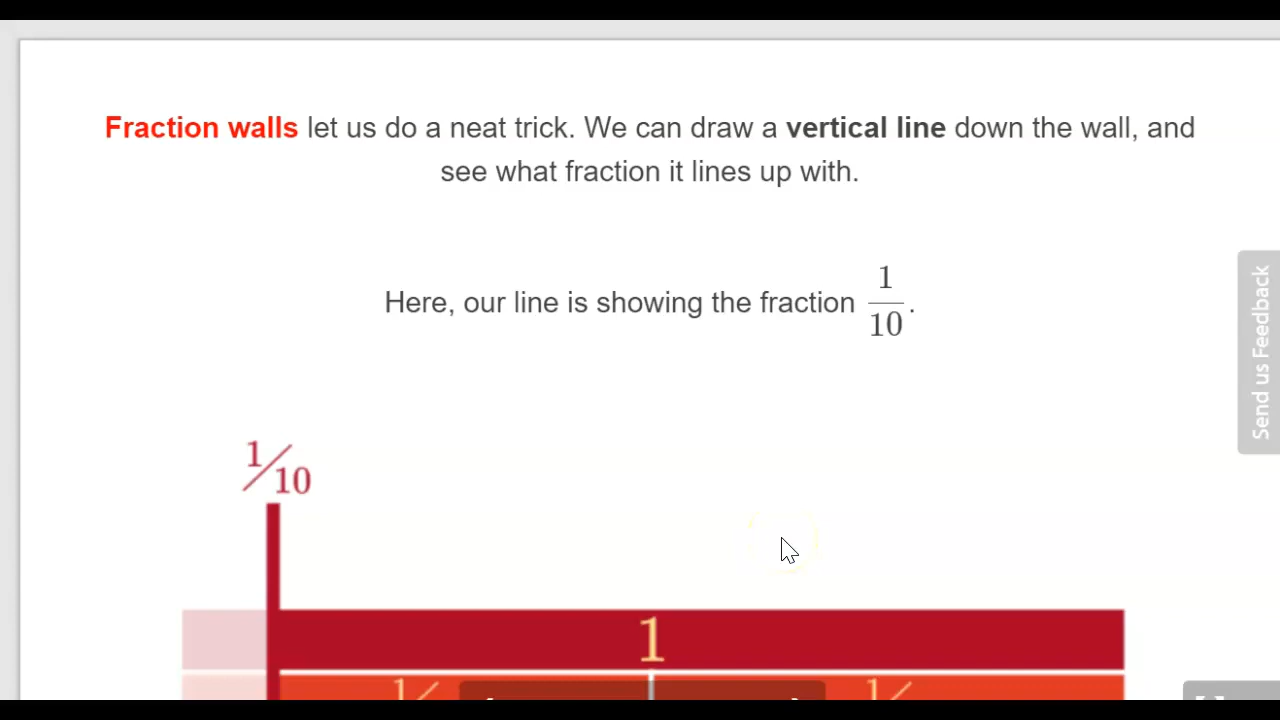 Fraction walls let us do a neat trick. We can draw a vertical line down the wall, and
see what fraction it lines up with.
Here, our line is showing the fraction 1/10.
Send us Feedback
1/10
1